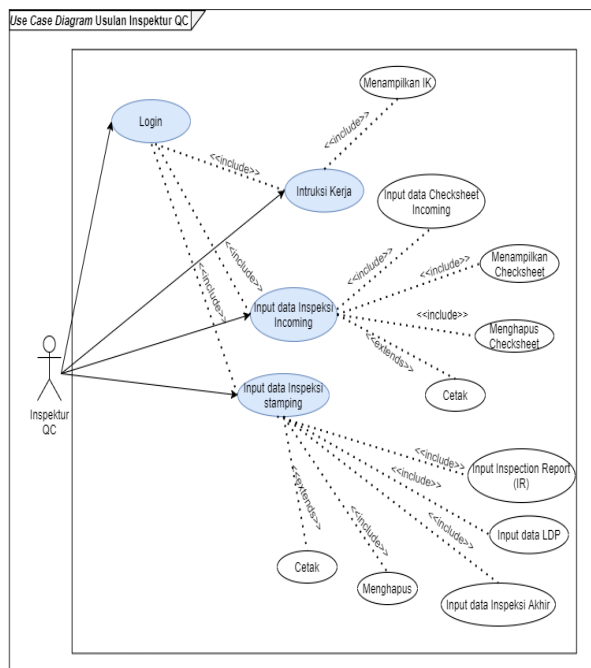 Use Case Diagram Usulan Inspektur QC
Menampilkan IK
<<include>>
Login
<<include>>
Intruksi Kerja
Input data Checksheet
Incoming
<<include>>
<<include>>
Menampilkan
Checksheet
<<include>>
<<include>>
Input data Inspeksi
Incoming
<<include>>
Menghapus
Checksheet
<<extends>>
Cetak
Inspektur
QC
Input data Inspeksi
stamping
<<include>>
Input Inspection Report
(IR)
<<include>>
Input data LDP
<<include>>
Input data Inspeksi Akhir
<<extends>>
Cetak
<<include>>
Menghapus